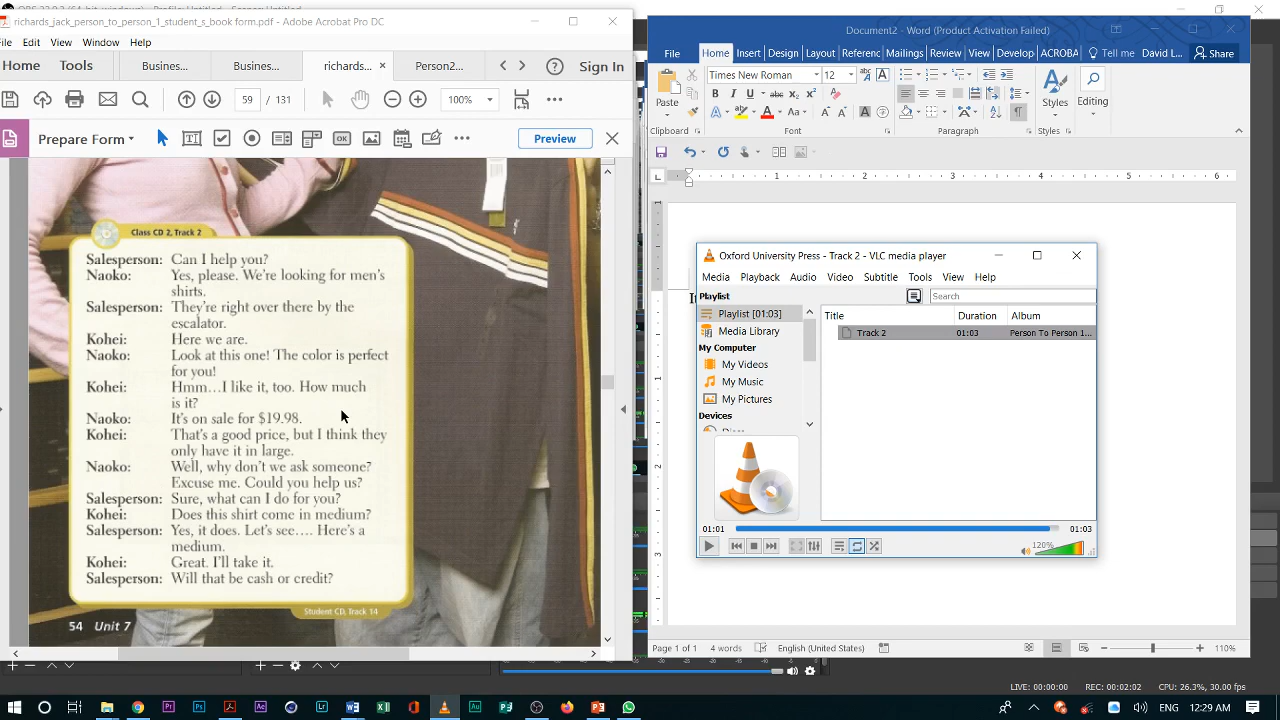 richards_jack_person_to_person_1_student_s_book form.pdf - Adobe Acrobat Pro DC
File Edit View Window Help
Home Tools Busines... Busines... richards... Person2... Sign In
59 / 131 100%
Prepare Form Preview
Class CD 2, Track 2
Salesperson: Can I help you?
Naoko: Yes, please. We're looking for men's
shirts.
Salesperson: They're right over there by the
escalator.
Kohei: Here we are.
Naoko: Look at this one! The color is perfect
for you!
Kohei: Hmm…I like it, too. How much
is it?
Naoko: It's on sale for $19.98.
Kohei: That's a good price, but I think they
only have it in large.
Naoko: Well, why don't we ask someone?
Excuse me. Could you help us?
Salesperson: Sure, what can I do for you?
Kohei: Does this shirt come in medium?
Salesperson: Yes, it does. Let's see…. Here's a
medium.
Kohei: Great. I'll take it.
Salesperson: Will that be cash or credit?
Student CD, Track 14
54 Unit 7
Document2 - Word (Product Activation Failed)
File Home Insert Design Layout Referenc Mailings Review View Develop ACROBA Tell me David L... Share
Times New Roman 12
Paste Styles Editing
Clipboard Font Paragraph Styles
1 2 3 4 5 6
Oxford University Press - Track 2 - VLC media player
Media Playback Audio Video Subtitle Tools View Help
Playlist Search
Playlist [01:03] Title Duration Album
Media Library Track 2 01:03 Person To Person 1...
My Computer
My Videos
My Music
My Pictures
Devices
01:01 01:03
120%
Page 1 of 1 4 words English (United States) 110%
LIVE: 00:00:00 REC: 00:02:03 CPU: 26.3%, 30.00 fps
ENG 12:29 AM